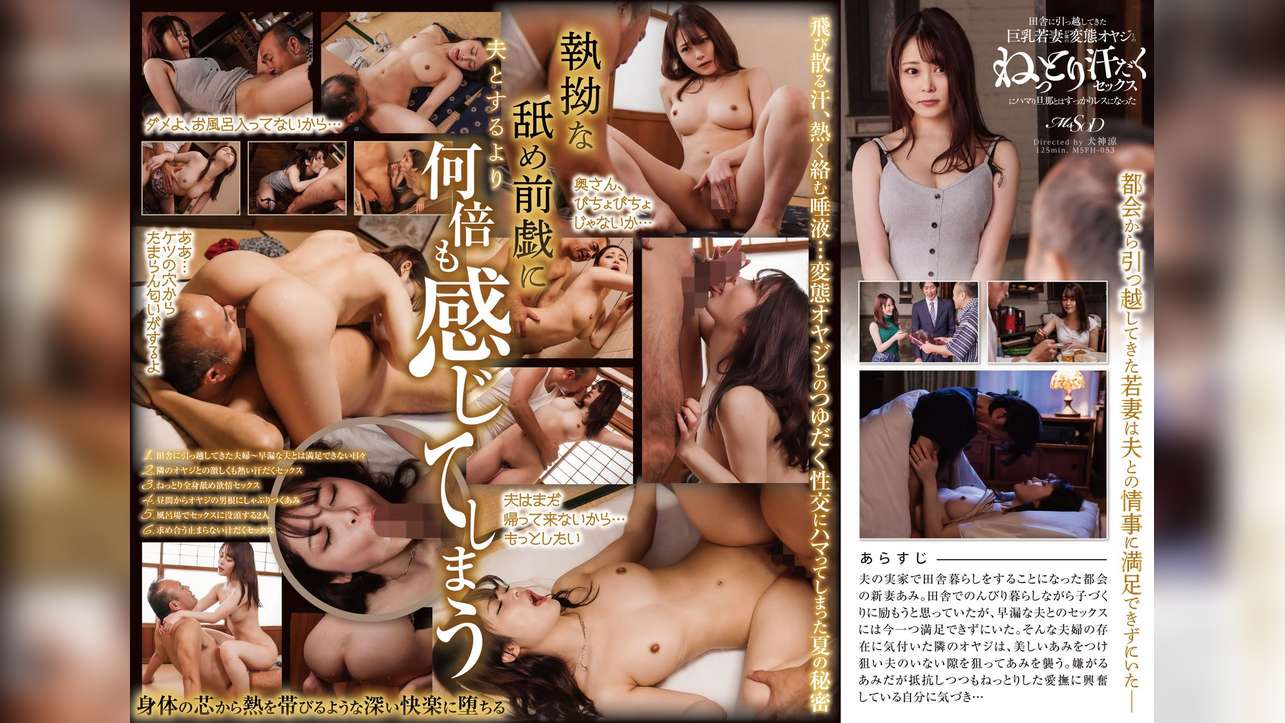 ダメよ、お風呂入ってないから…
執拗な
舐め前戯に
夫とするより
何倍も感じてしまう
奥さん、
びちょびちょ
じゃないか…
ああ…
ケツの穴から
たまらん匂いがするよ
1. 田舎に引っ越してきた夫婦〜早漏な夫とは満足できない日々
2. 隣のオヤジとの激しくも熱い汗だくセックス
3. ねっとり全身舐め欲情セックス
4. 昼間からオヤジの男根にしゃぶりつくあみ
5. 風呂場でセックスに没頭する2人
6. 求め合う止まらない汁だくセックス
夫はまだ
帰って来ないから…
もっとしたい
身体の芯から熱を帯びるような深い快楽に堕ちる
飛び散る汗、熱く絡む唾液…変態オヤジとのつゆだく性交にハマってしまった夏の秘密
田舎に引っ越してきた
巨乳若妻は変態オヤジの
ねっとり汗だく
セックス
にハマり旦那とはすっかりレスになった
MSSOD
Directed by 犬神涼
125min. MSFH-053
都会から引っ越してきた若妻は夫との情事に満足できずにいた――
あらすじ
夫の実家で田舎暮らしをすることになった都会
の新妻あみ。田舎でのんびり暮らしながら子づく
りに励もうと思っていたが、早漏な夫とのセックス
には今一つ満足できずにいた。そんな夫婦の存
在に気付いた隣のオヤジは、美しいあみをつけ
狙い夫のいない隙を狙ってあみを襲う。嫌がる
あみだが抵抗しつつもねっとりした愛撫に興奮
している自分に気づき…